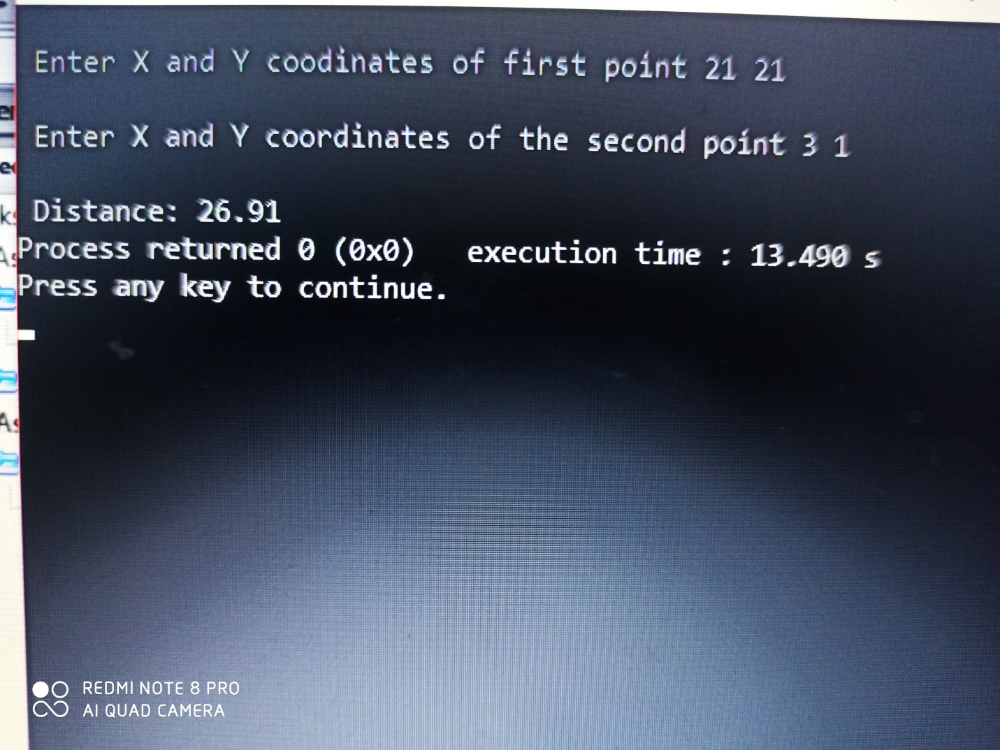 Enter X and Y coodinates of first point 21 21
Enter X and Y coordinates of the second point 3 1
Distance: 26.91
Process returned 0 (0x0)   execution time : 13.490 s
Press any key to continue.
REDMI NOTE 8 PRO
AI QUAD CAMERA